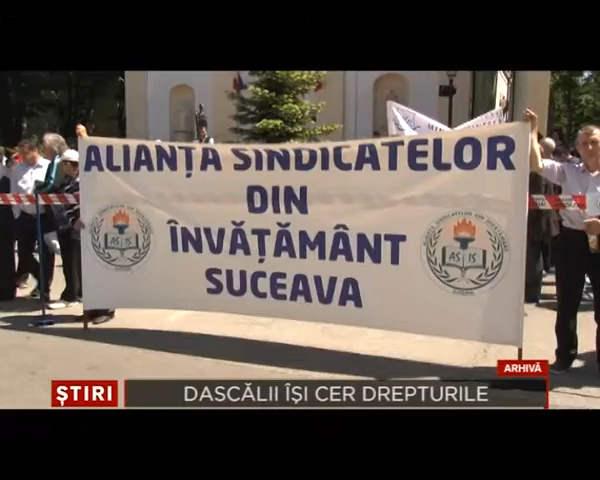 ALIANȚA SINDICATELOR
DIN
ÎNVĂȚĂMÂNT
SUCEAVA
AS IS
AS IS
ARHIVĂ
ȘTIRI
DASCĂLII ÎȘI CER DREPTURILE